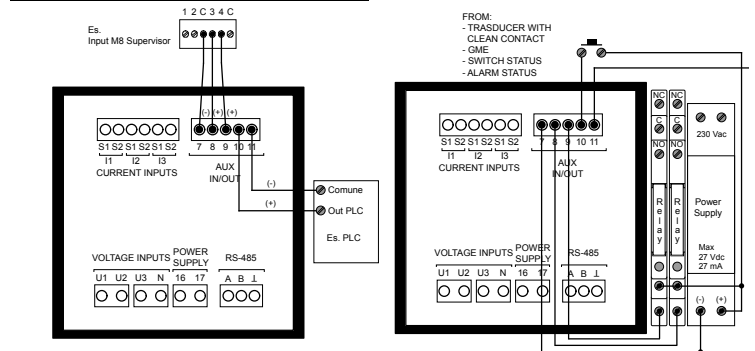 1 2 C 3 4 C
Es.
Input M8 Supervisor
(-) (+) (+)
S1 S2 S1 S2 S1 S2
I1 I2 I3
CURRENT INPUTS
7 8 9 10 11
AUX
IN/OUT
(-)
(+)
Comune
Out PLC
Es. PLC
VOLTAGE INPUTS
POWER
SUPPLY
RS-485
U1 U2 U3 N
16 17
A B ⊥
FROM:
- TRASDUCER WITH
CLEAN CONTACT
- GME
- SWITCH STATUS
- ALARM STATUS
S1 S2 S1 S2 S1 S2
I1 I2 I3
CURRENT INPUTS
7 8 9 10 11
AUX
IN/OUT
VOLTAGE INPUTS
POWER
SUPPLY
RS-485
U1 U2 U3 N
16 17
A B ⊥
NC NC
C C
NO NO
Relay
Relay
230 Vac
Power
Supply
Max
27 Vdc
27 mA
(-) (+)